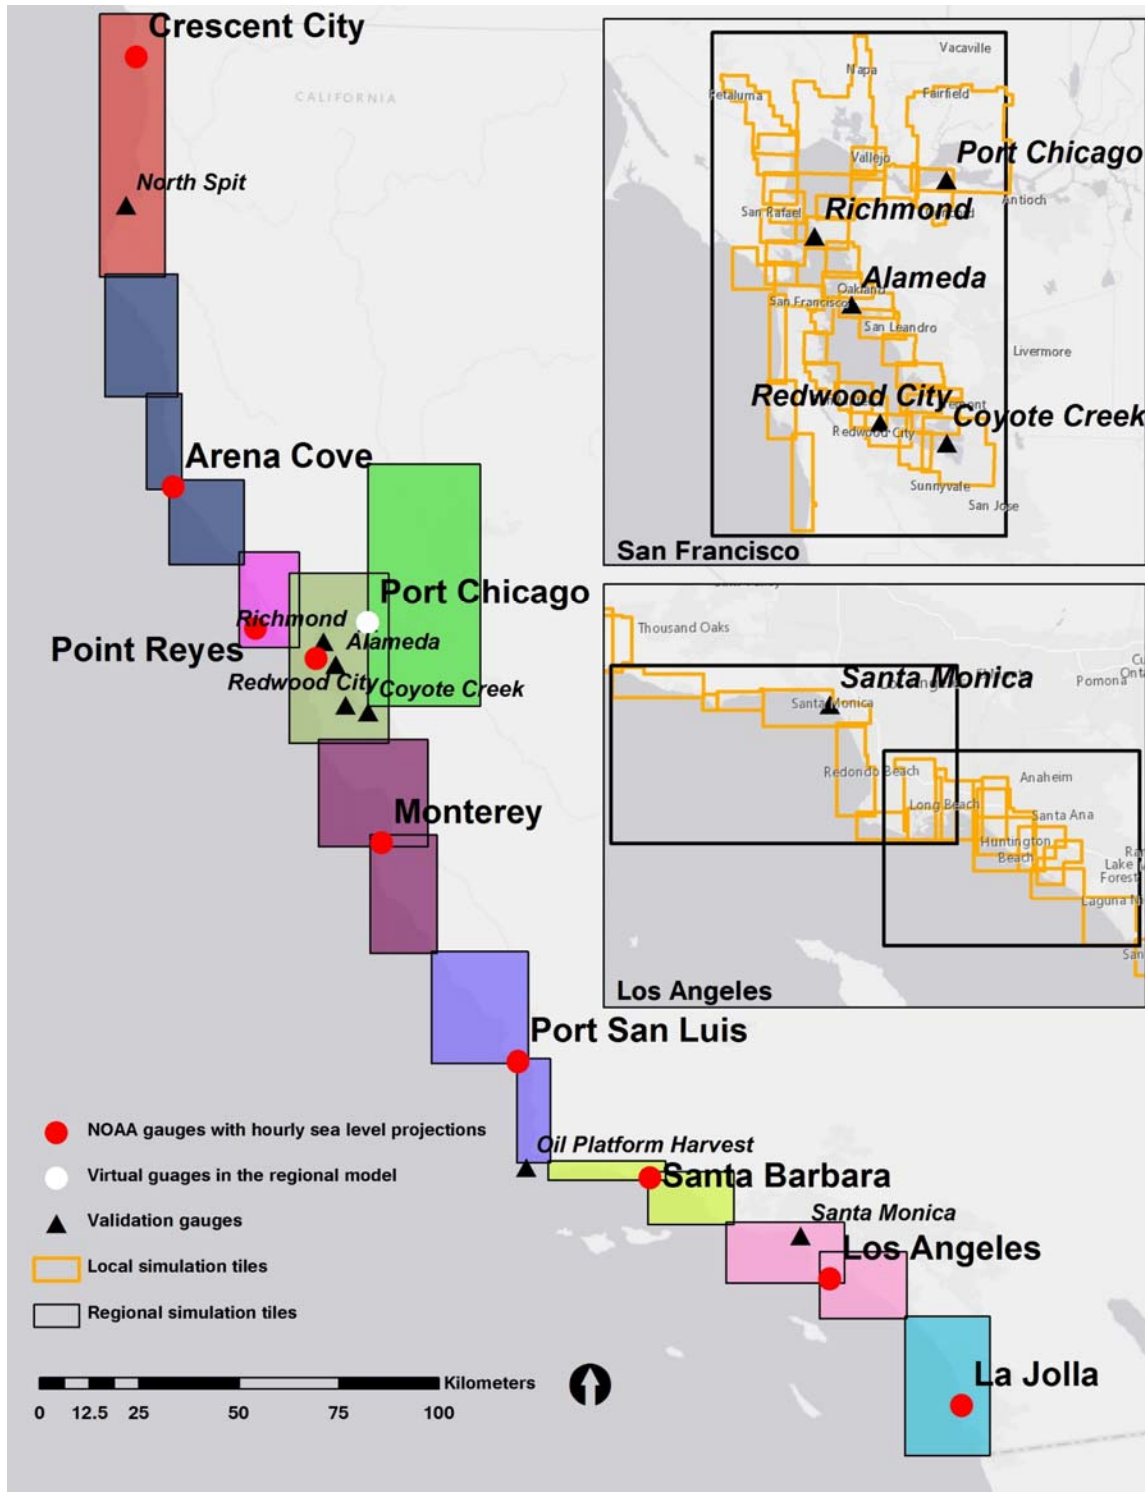 Crescent City
CALIFORNIA
North Spit
Arena Cove
Port Chicago
Richmond
Alameda
Point Reyes
Redwood City
Coyote Creek
Monterey
Port San Luis
Oil Platform Harvest
Santa Barbara
Santa Monica
Los Angeles
La Jolla
NOAA gauges with hourly sea level projections
Virtual guages in the regional model
Validation gauges
Local simulation tiles
Regional simulation tiles
Kilometers
0 12.5 25 50 75 100
Vacaville
Napa
Petaluma
Fairfield
Port Chicago
Vallejo
Antioch
San Rafael
Richmond
Alameda
Oakland
San Francisco
San Leandro
Livermore
Redwood City
Coyote Creek
Redwood City
Sunnyvale
San Jose
San Francisco
Thousand Oaks
Santa Monica
Pomona
Santa Monica
Redondo Beach
Anaheim
Long Beach
Santa Ana
Huntington
Beach
Lake
Forest
Laguna
San
Los Angeles